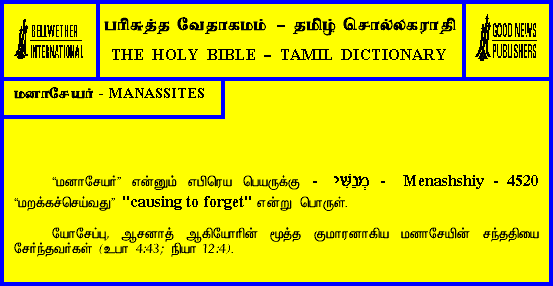 BELLWETHER
INTERNATIONAL
பரிசுத்த வேதாகமம் – தமிழ் சொல்லகராதி
THE HOLY BIBLE – TAMIL DICTIONARY
GOOD NEWS
PUBLISHERS
மனாசேயர் - MANASSITES
“மனாசேயர்” என்னும் எபிரெய பெயருக்கு - מְנַשִּׁי - Menashshiy - 4520
“மறக்கச்செய்வது” "causing to forget" என்று பொருள்.
யோசேப்பு, ஆசனாத் ஆகியோரின் மூத்த குமாரனாகிய மனாசேயின் சந்ததியை
சேர்ந்தவர்கள் (உபா 4:43; நியா 12:4).